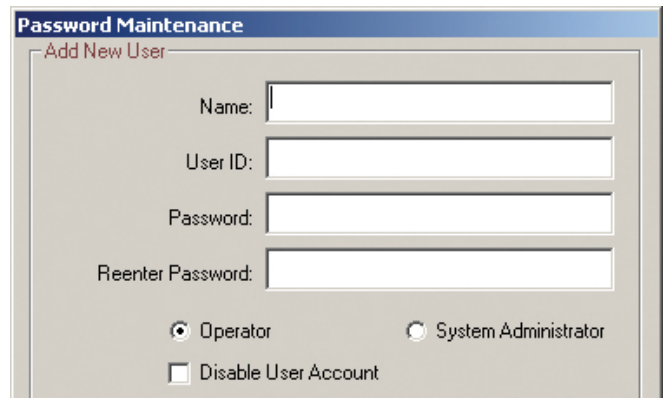 Password Maintenance
Add New User
Name:
User ID:
Password:
Reenter Password:
Operator System Administrator
Disable User Account